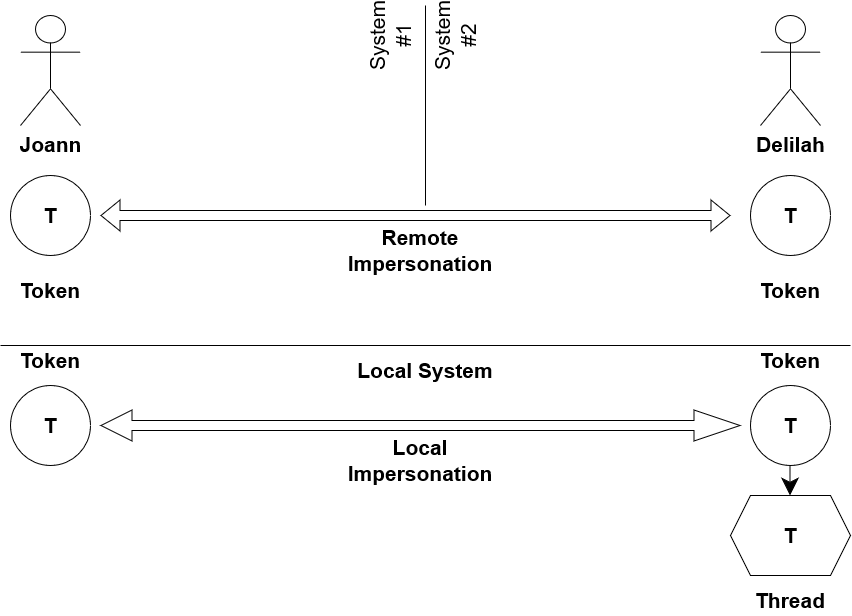 System
#1
System
#2
Joann
Delilah
T
T
Remote
Impersonation
Token
Token
Token
Local System
Token
T
T
Local
Impersonation
T
Thread